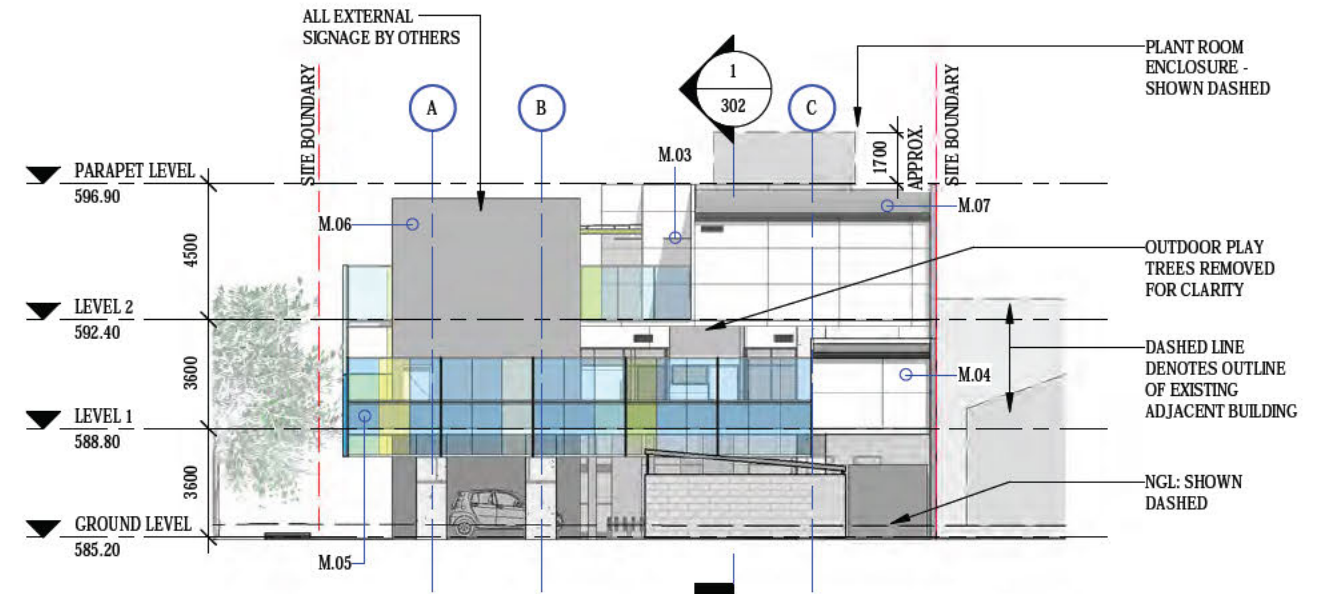 ALL EXTERNAL
SIGNAGE BY OTHERS
PLANT ROOM
ENCLOSURE -
SHOWN DASHED
SITE BOUNDARY
A
B
1
302
C
1700
APPROX.
SITE BOUNDARY
PARAPET LEVEL
596.90
M.03
M.06
M.07
4500
OUTDOOR PLAY
TREES REMOVED
FOR CLARITY
LEVEL 2
592.40
3600
DASHED LINE
DENOTES OUTLINE
OF EXISTING
ADJACENT BUILDING
M.04
LEVEL 1
588.80
3600
NGL: SHOWN
DASHED
GROUND LEVEL
585.20
M.05